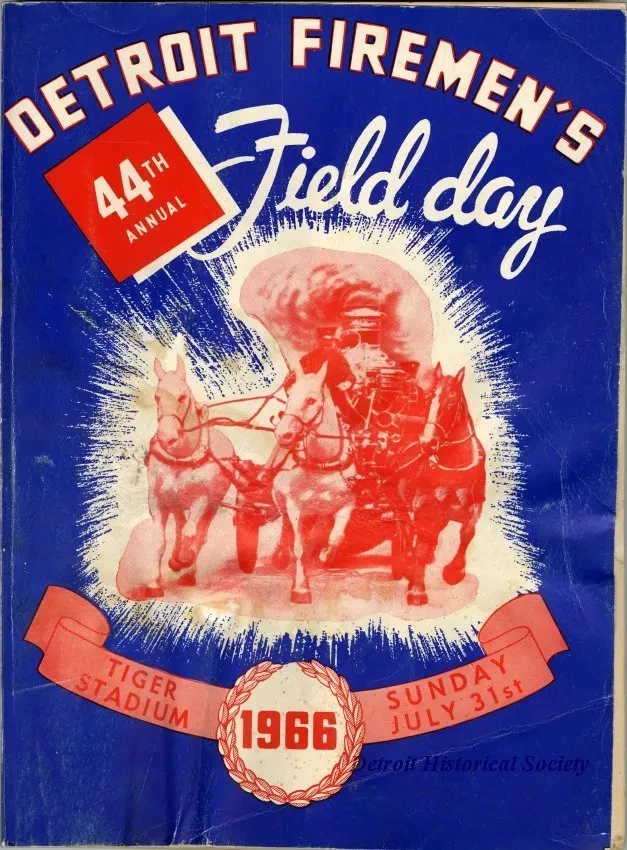 DETROIT FIREMEN'S
44TH
ANNUAL
Field day
TIGER
STADIUM
1966
SUNDAY
JULY 31st
Detroit Historical Society